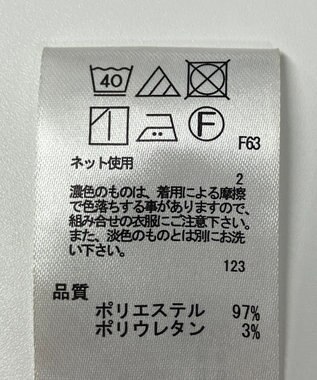 40
F
F63
ネット使用
2
濃色のものは、着用による摩擦
で色落ちする事がありますので、
組み合せの衣服にご注意下さい。
また、淡色のものとは別にお洗
い下さい。
123
品質
ポリエステル 97%
ポリウレタン 3%